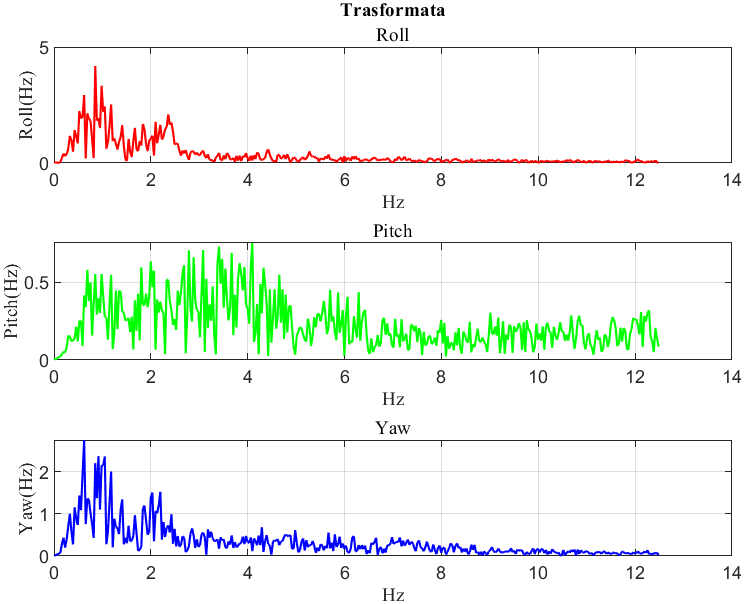 Trasformata
Roll
Roll(Hz)
5
0
0 2 4 6 8 10 12 14
Hz
Pitch
Pitch(Hz)
0.5
0
0 2 4 6 8 10 12 14
Hz
Yaw
Yaw(Hz)
2
1
0
0 2 4 6 8 10 12 14
Hz